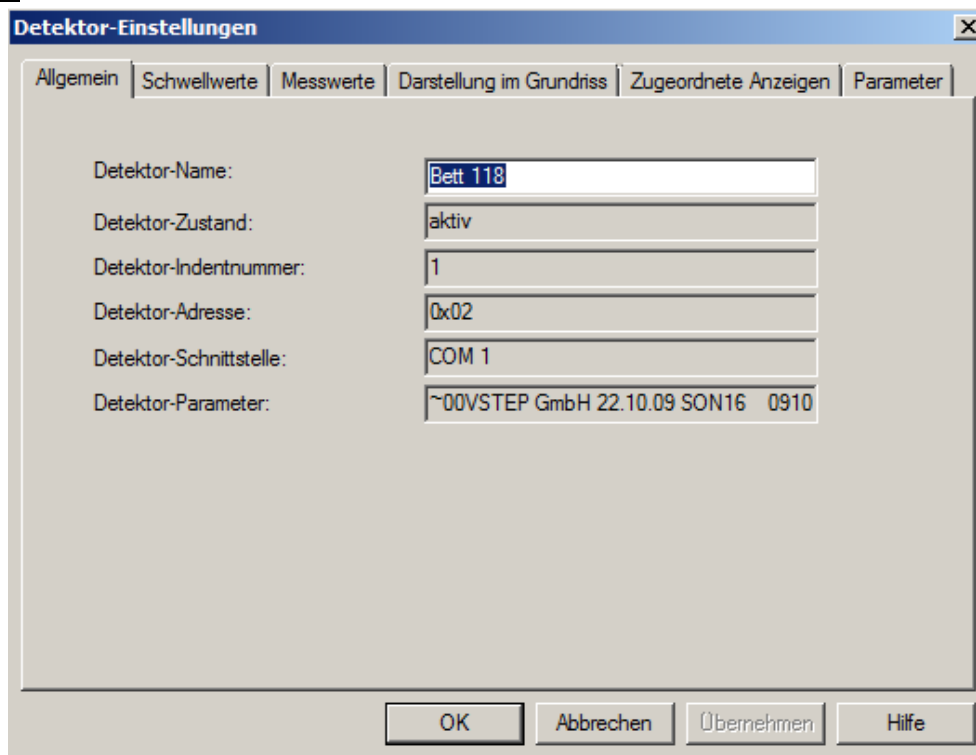 Detektor-Einstellungen
Allgemein Schwellwerte Messwerte Darstellung im Grundriss Zugeordnete Anzeigen Parameter
Detektor-Name: Bett 118
Detektor-Zustand: aktiv
Detektor-Indentnummer: 1
Detektor-Adresse: 0x02
Detektor-Schnittstelle: COM 1
Detektor-Parameter: ~00VSTEP GmbH 22.10.09 SON16 0910
OK Abbrechen Übernehmen Hilfe